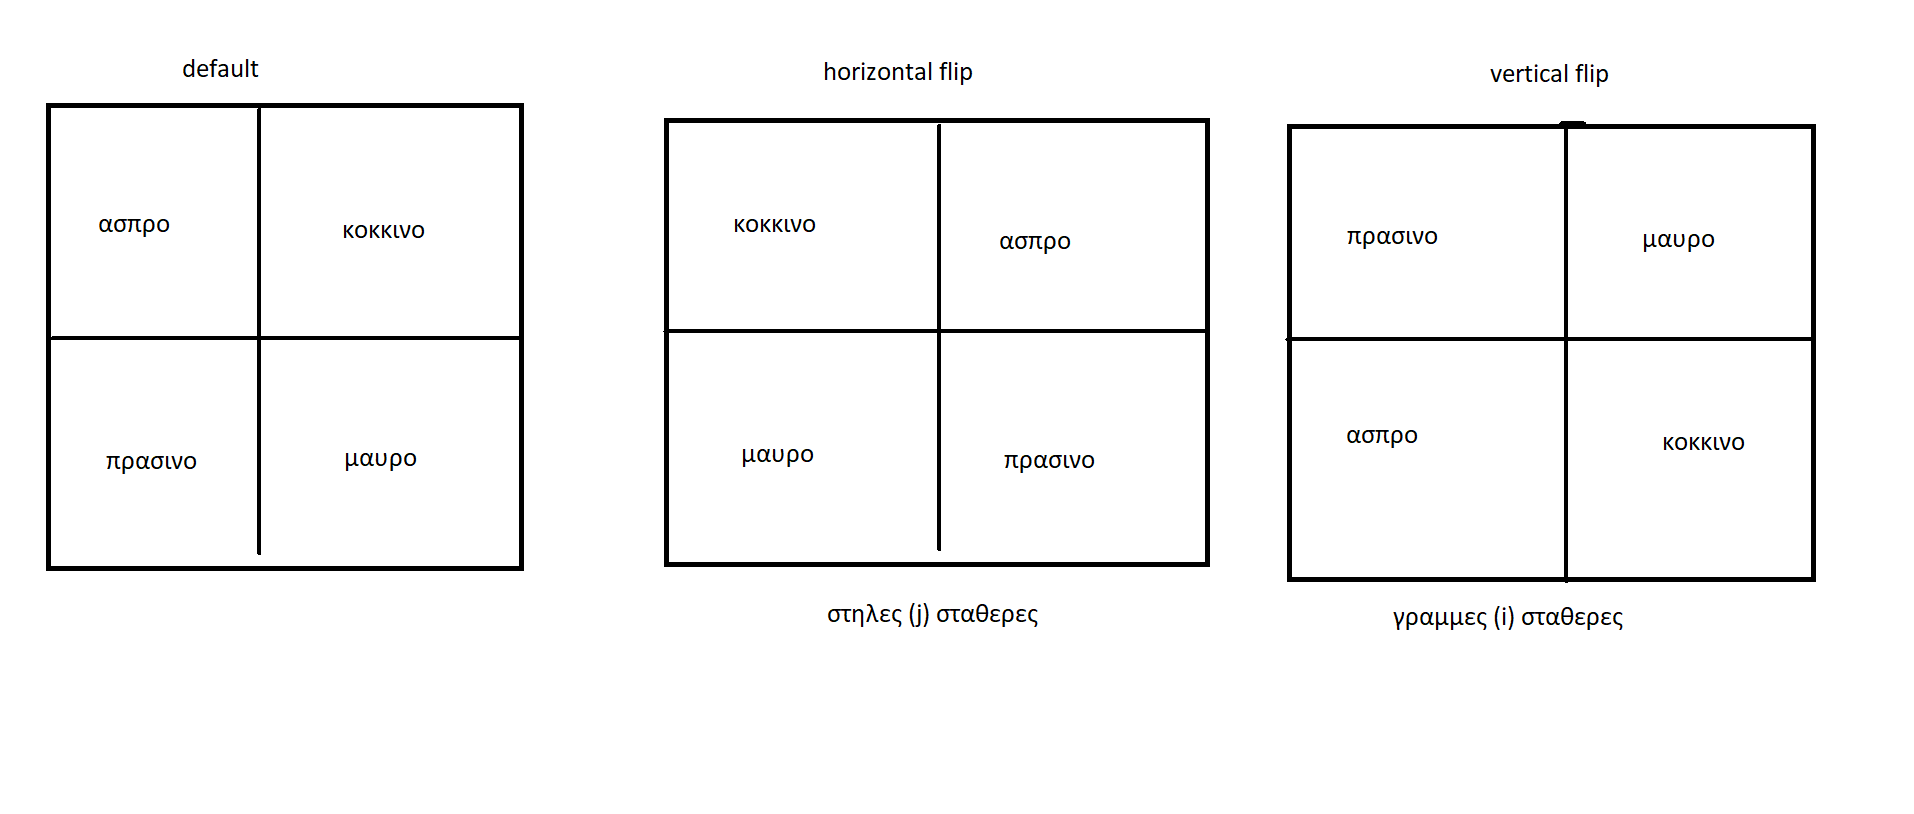 default
ασπρο
κοκκινο
πρασινο
μαυρο
horizontal flip
κοκκινο
ασπρο
μαυρο
πρασινο
στηλες (j) σταθερες
vertical flip
πρασινο
μαυρο
ασπρο
κοκκινο
γραμμες (i) σταθερες